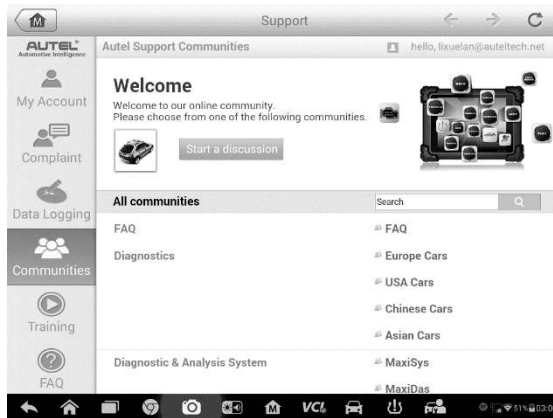 Support
AUTEL
Automotive Intelligence
My Account
Complaint
Data Logging
Communities
Training
FAQ
Autel Support Communities
hello, lixuelan@auteltech.net
Welcome
Welcome to our online community.
Please choose from one of the following communities.
Start a discussion
All communities
Search
FAQ
FAQ
Diagnostics
Europe Cars
USA Cars
Chinese Cars
Asian Cars
Diagnostic & Analysis System
MaxiSys
MaxiDas
VCI
51%